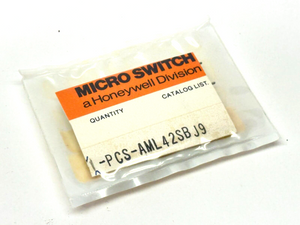 MICRO SWITCH
a Honeywell Division
QUANTITY CATALOG LIST.
1-PCS-AML42SBJ9